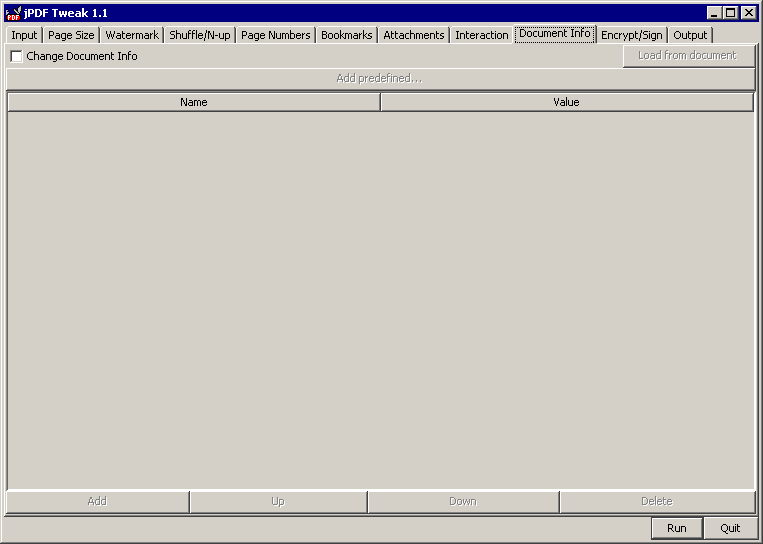 jPDF Tweak 1.1
Input Page Size Watermark Shuffle/N-up Page Numbers Bookmarks Attachments Interaction Document Info Encrypt/Sign Output
Change Document Info Load from document
Add predefined...
Name Value
Add Up Down Delete
Run Quit